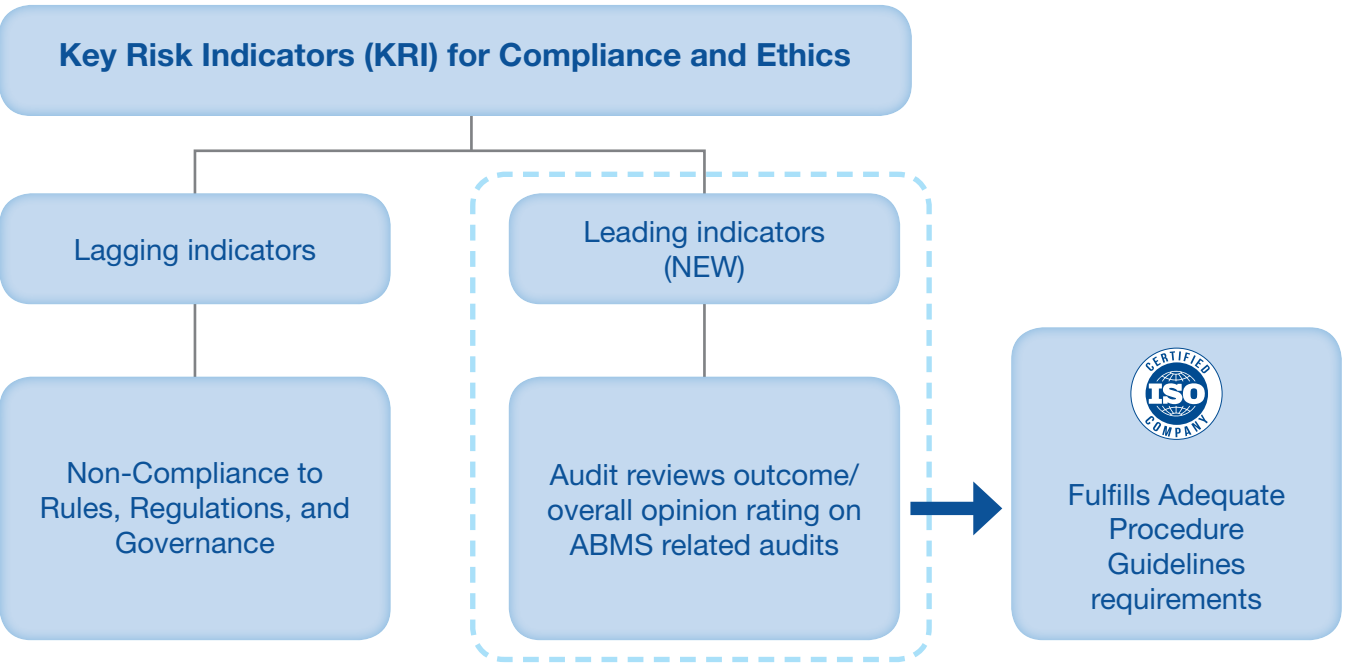 Key Risk Indicators (KRI) for Compliance and Ethics
Lagging indicators
Leading indicators
(NEW)
Non-Compliance to
Rules, Regulations, and
Governance
Audit reviews outcome/
overall opinion rating on
ABMS related audits
CERTIFIED
ISO
COMPANY
Fulfills Adequate
Procedure
Guidelines
requirements